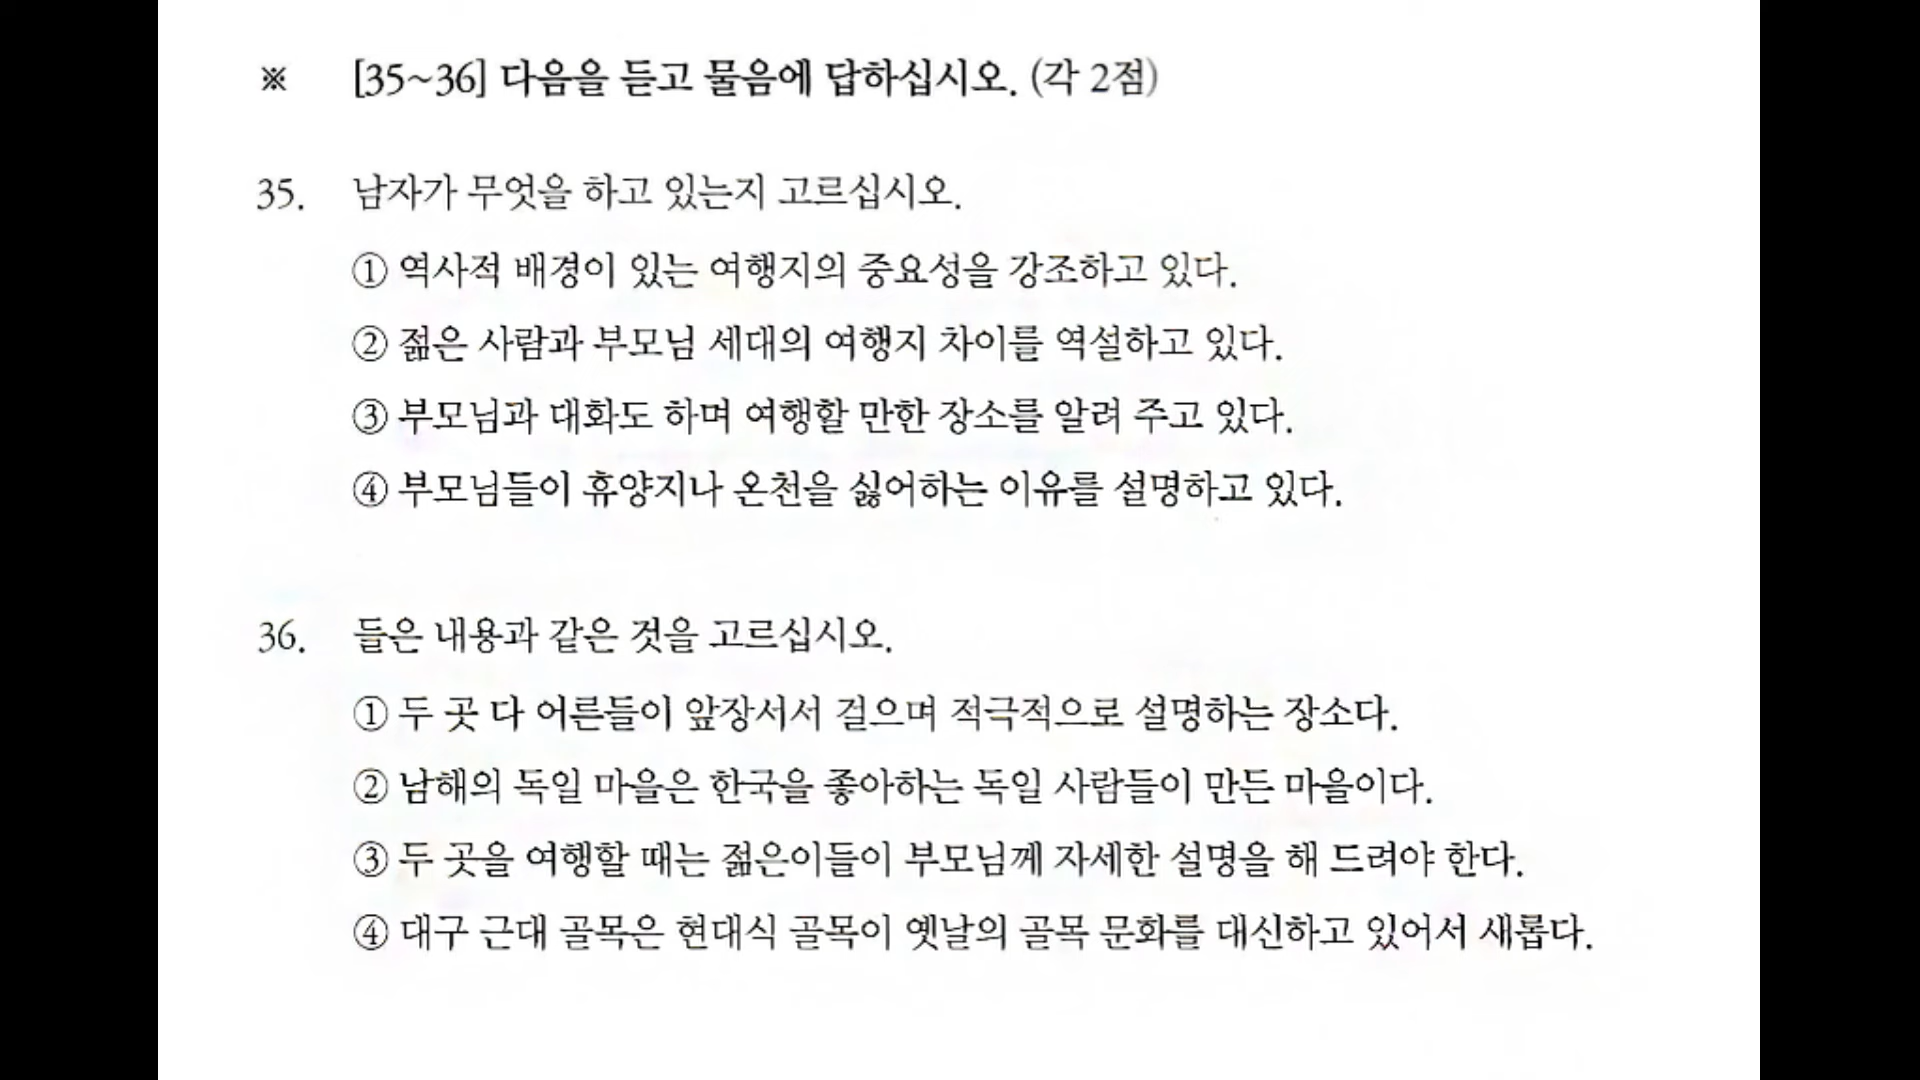 ※ [35~36] 다음을 듣고 물음에 답하십시오. (각 2점)
35. 남자가 무엇을 하고 있는지 고르십시오.
① 역사적 배경이 있는 여행지의 중요성을 강조하고 있다.
② 젊은 사람과 부모님 세대의 여행지 차이를 역설하고 있다.
③ 부모님과 대화도 하며 여행할 만한 장소를 알려 주고 있다.
④ 부모님들이 휴양지나 온천을 싫어하는 이유를 설명하고 있다.
36. 들은 내용과 같은 것을 고르십시오.
① 두 곳 다 어른들이 앞장서서 걸으며 적극적으로 설명하는 장소다.
② 남해의 독일 마을은 한국을 좋아하는 독일 사람들이 만든 마을이다.
③ 두 곳을 여행할 때는 젊은이들이 부모님께 자세한 설명을 해 드려야 한다.
④ 대구 근대 골목은 현대식 골목이 옛날의 골목 문화를 대신하고 있어서 새롭다.